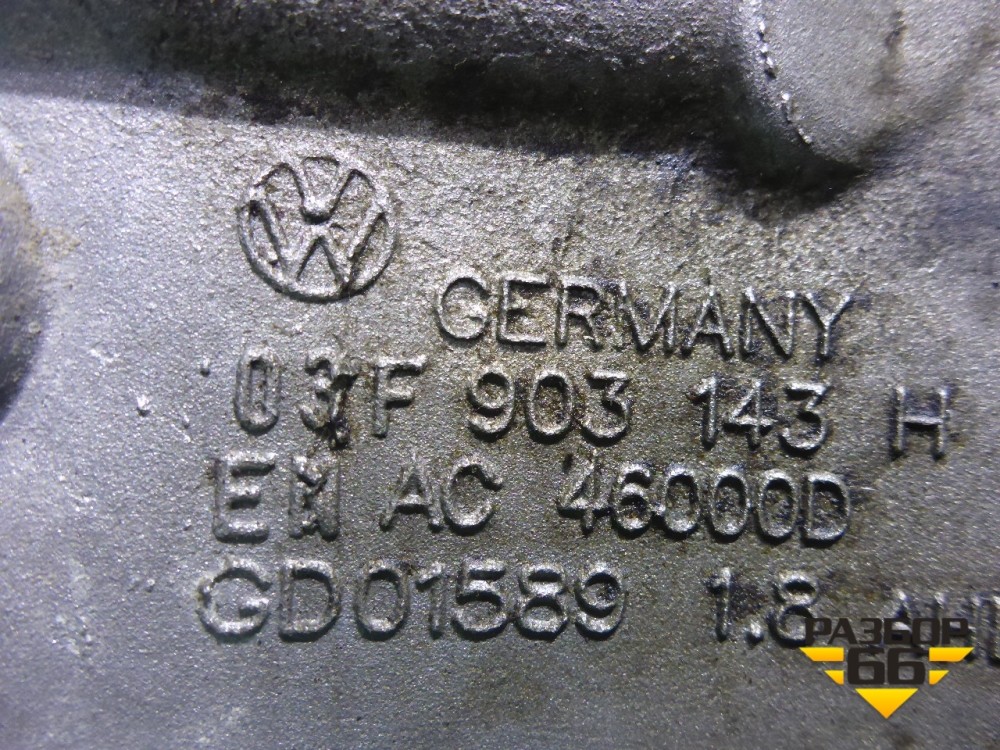 GERMANY
03F 903 143 H
EN AC 46000D
GD01589 1.8
РАЗБОР
66